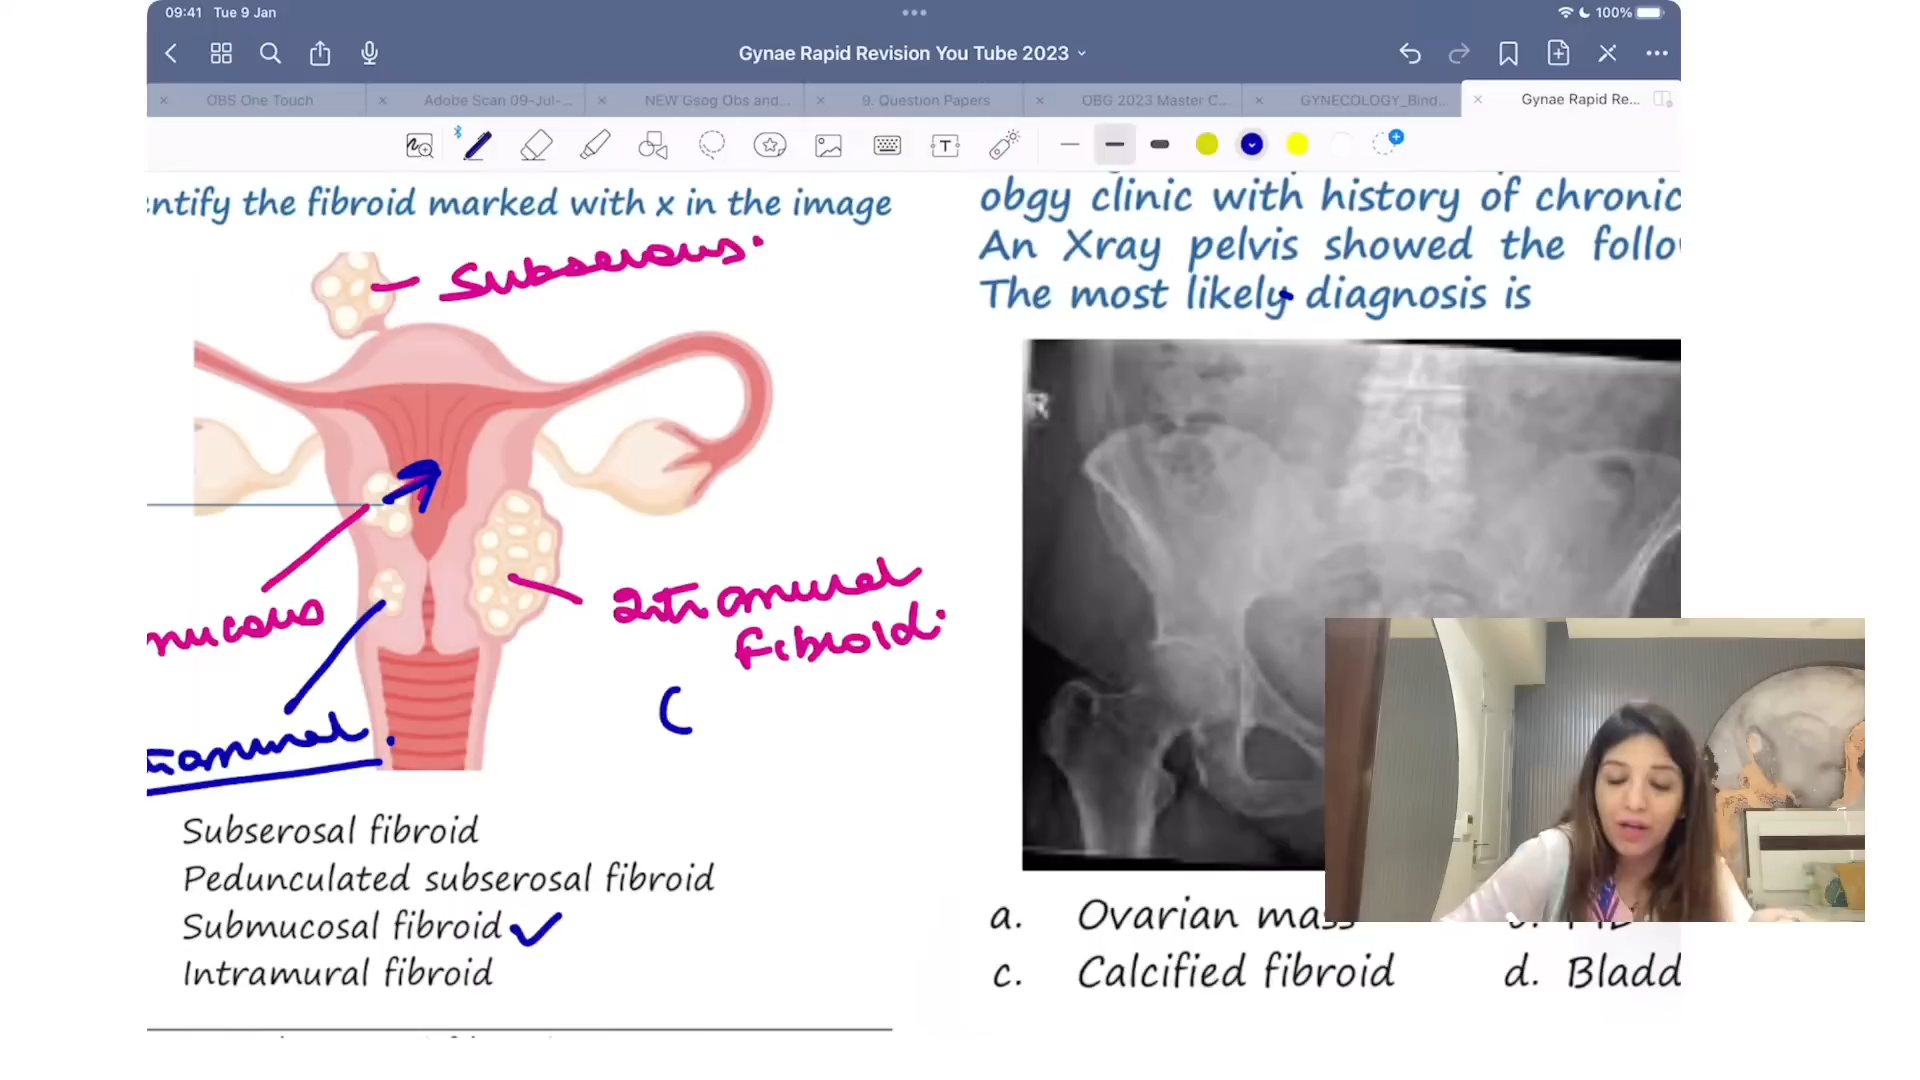 09:41 Tue 9 Jan
100%
Gynae Rapid Revision You Tube 2023
OBS One Touch
Adobe Scan 09-Jul-...
NEW Gsog Obs and...
9. Question Papers
OBG 2023 Master C...
GYNECOLOGY_Bind...
Gynae Rapid Re...
T
entify the fibroid marked with x in the image
Subserous.
mucous
Intramural
fibroid.
tramural.
(
Subserosal fibroid
Pedunculated subserosal fibroid
Submucosal fibroid
Intramural fibroid
obgy clinic with history of chronic
An Xray pelvis showed the follo
The most likely diagnosis is
R
a. Ovarian mass
c. Calcified fibroid
d. Bladd